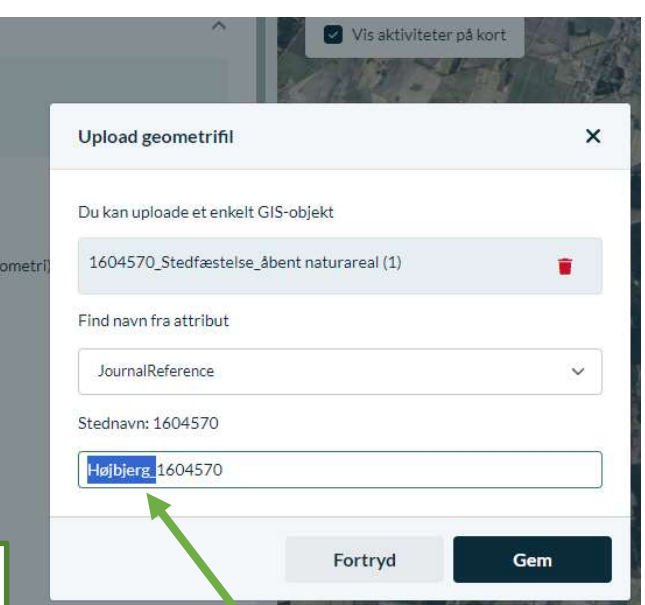 Vis aktiviteter på kort
Upload geometrifil
Du kan uploade et enkelt GIS-objekt
ometri)
1604570_Stedfæstelse_åbent naturareal (1)
Find navn fra attribut
JournalReference
Stednavn: 1604570
Højbjerg_1604570
Fortryd
Gem